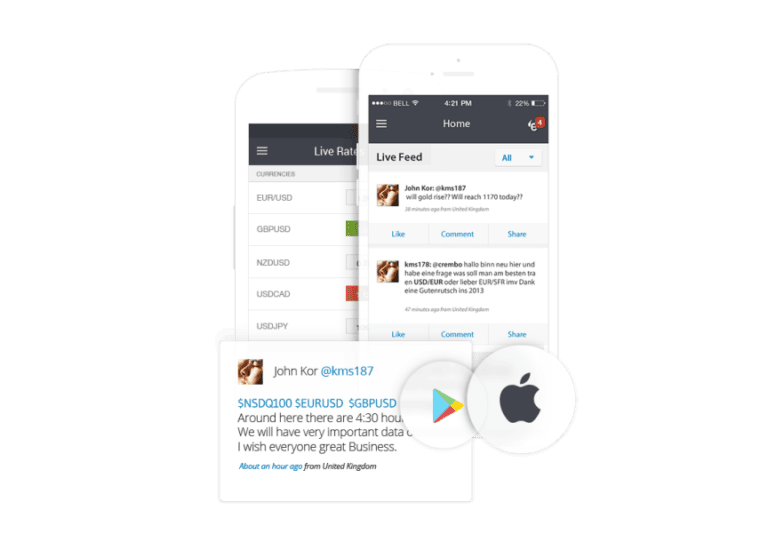 BELL
4:21 PM
22%
Home
4
Live Rate
Live Feed
All
CURRENCIES
EUR/USD
GBPUSD
NZDUSD
USDCAD
USDJPY
John Kor: @kms187
will gold rise?? Will reach 1170 today??
28 minutes ago from United Kingdom
Like Comment Share
kms178: @crembo hallo binn neu hier und
habe eine frage was soll man am besten tra
en USD/EUR oder lieber EUR/SFR imv Dank
eine Gutenrutsch ins 2013
47 minutes ago from United Kingdom
Like Comment Share
John Kor @kms187
$NSDQ100 $EURUSD $GBPUSD
Around here there are 4:30 hou
We will have very important data
I wish everyone great Business.
About an hour ago from United Kingdom